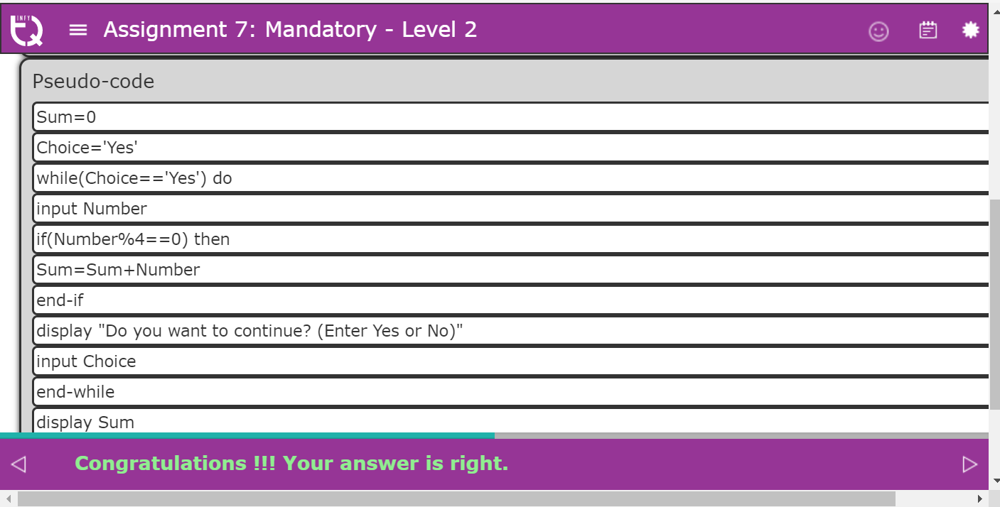 INFY
Assignment 7: Mandatory - Level 2
Pseudo-code
Sum=0
Choice='Yes'
while(Choice=='Yes') do
input Number
if(Number%4==0) then
Sum=Sum+Number
end-if
display "Do you want to continue? (Enter Yes or No)"
input Choice
end-while
display Sum
Congratulations !!! Your answer is right.